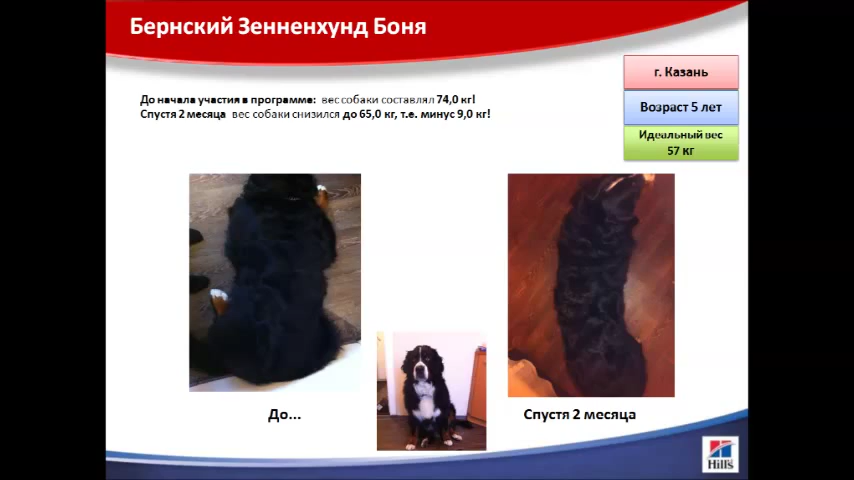 Бернский Зенненхунд Боня
г. Казань
Возраст 5 лет
Идеальный вес
57 кг
До начала участия в программе: вес собаки составлял 74,0 кг!
Спустя 2 месяца вес собаки снизился до 65,0 кг, т.е. минус 9,0 кг!
До...
Спустя 2 месяца
Hill's